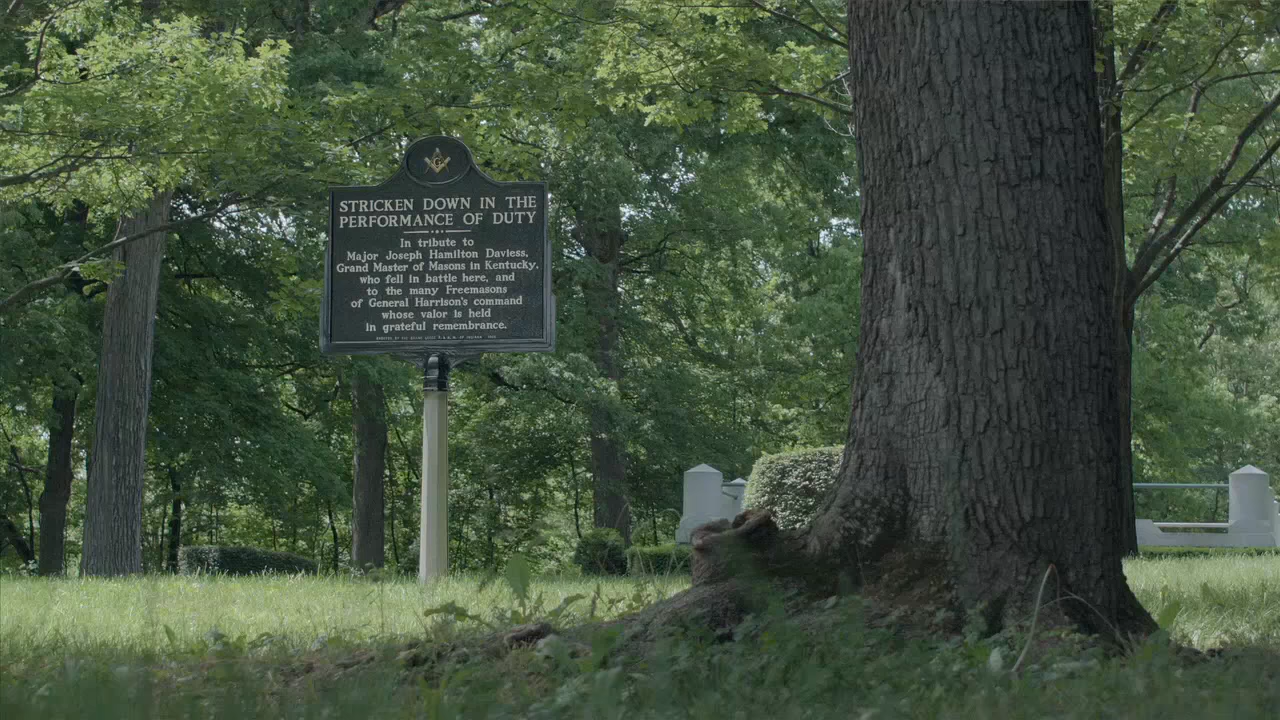 G
STRICKEN DOWN IN THE
PERFORMANCE OF DUTY
In tribute to
Major Joseph Hamilton Daviess,
Grand Master of Masons in Kentucky,
who fell in battle here, and
to the many Freemasons
of General Harrison's command
whose valor is held
in grateful remembrance.